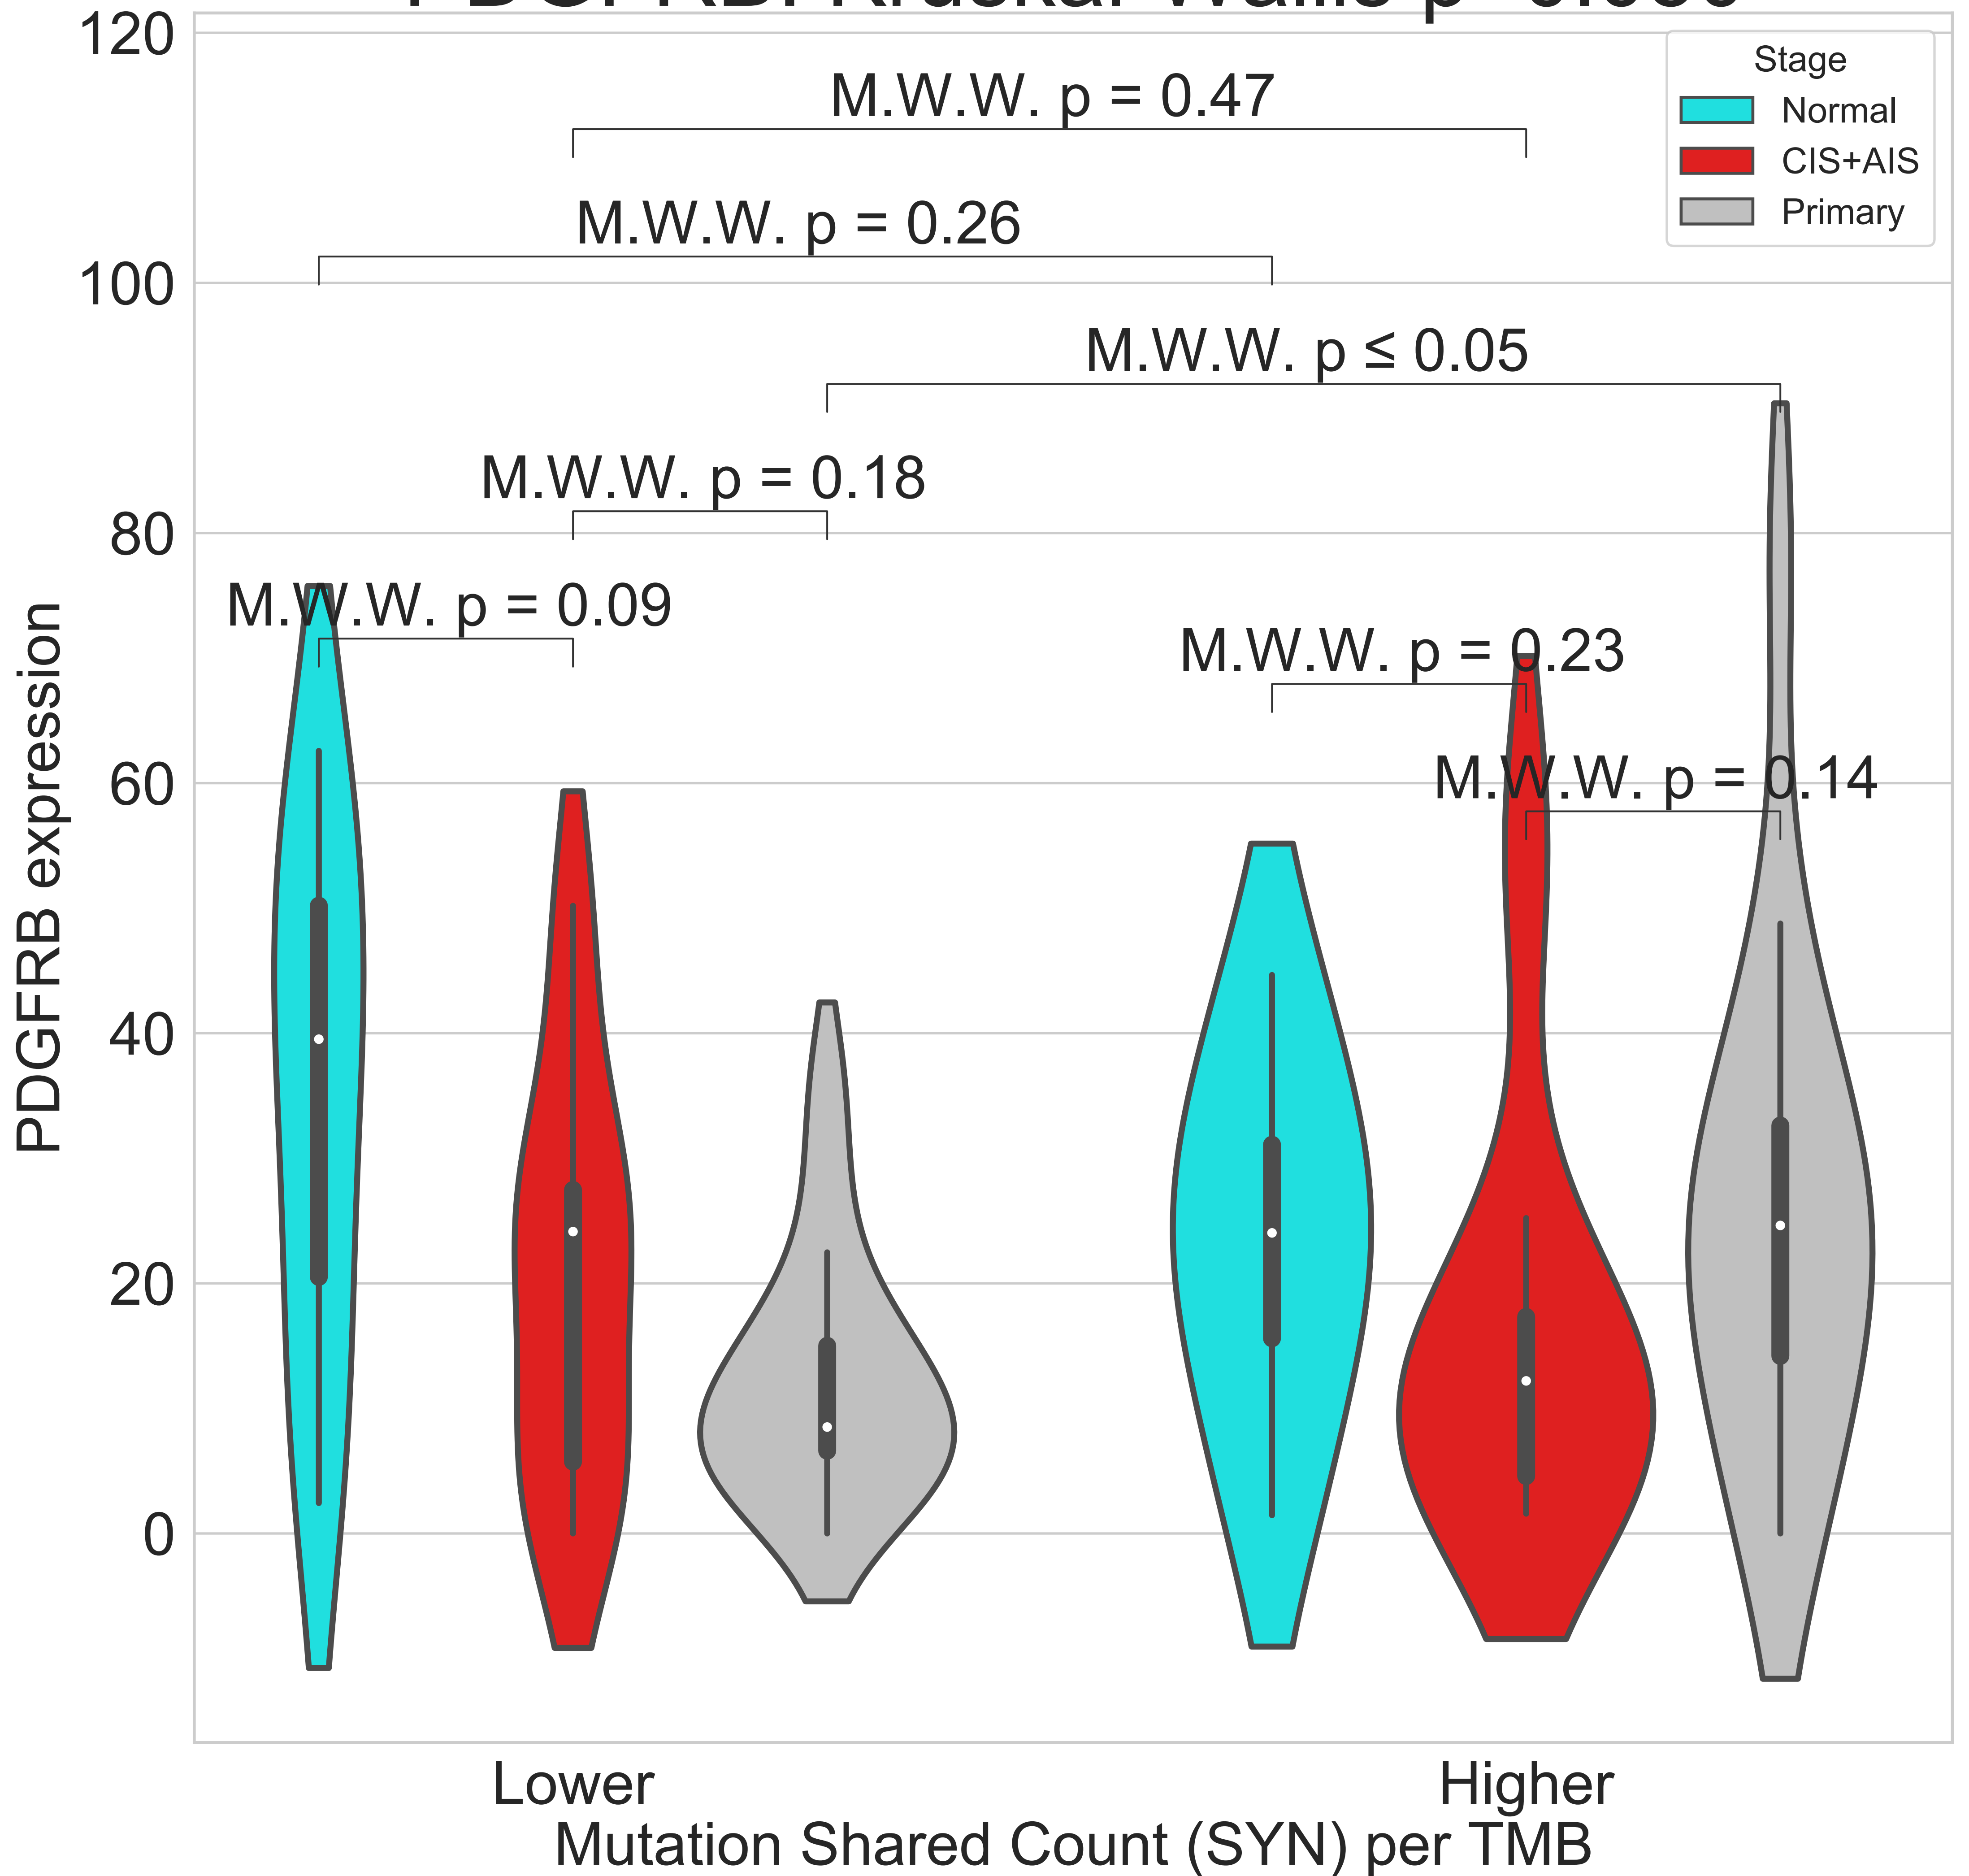 120
Stage
Normal
CIS+AIS
Primary
M.W.W. p = 0.47
M.W.W. p = 0.26
100
M.W.W. p ≤ 0.05
M.W.W. p = 0.18
80
M.W.W. p = 0.09
M.W.W. p = 0.23
60
M.W.W. p = 0.14
PDGFRB expression
40
20
0
Lower
Higher
Mutation Shared Count (SYN) per TMB